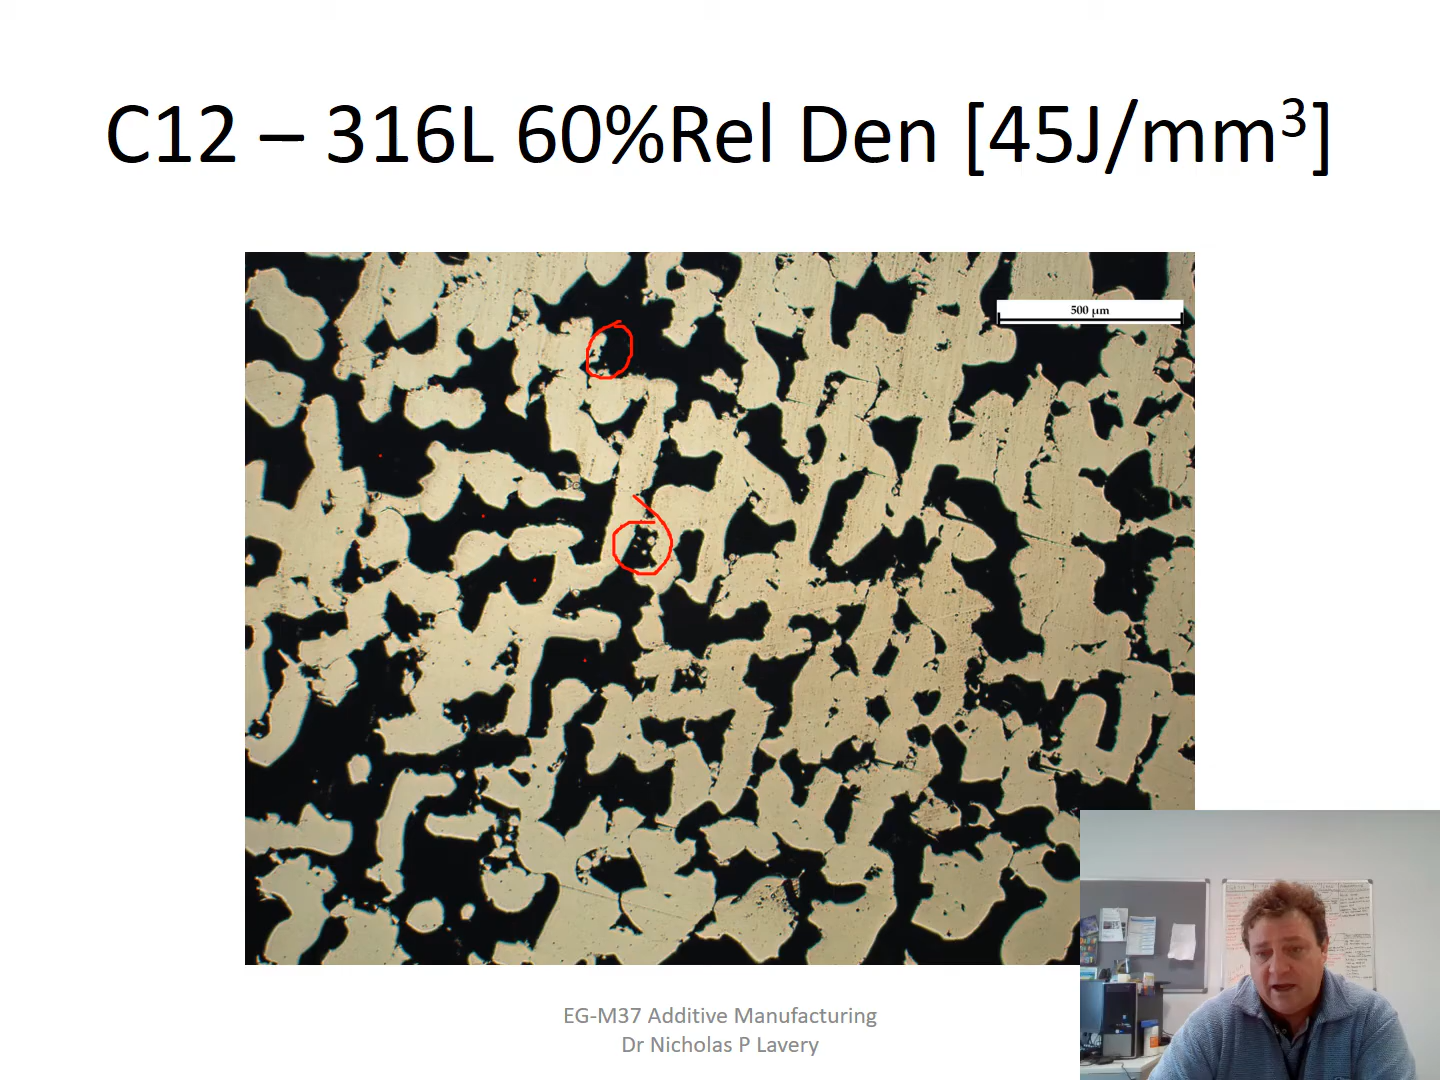 C12 – 316L 60%Rel Den [45J/mm³]
500 µm
EG-M37 Additive Manufacturing
Dr Nicholas P Lavery